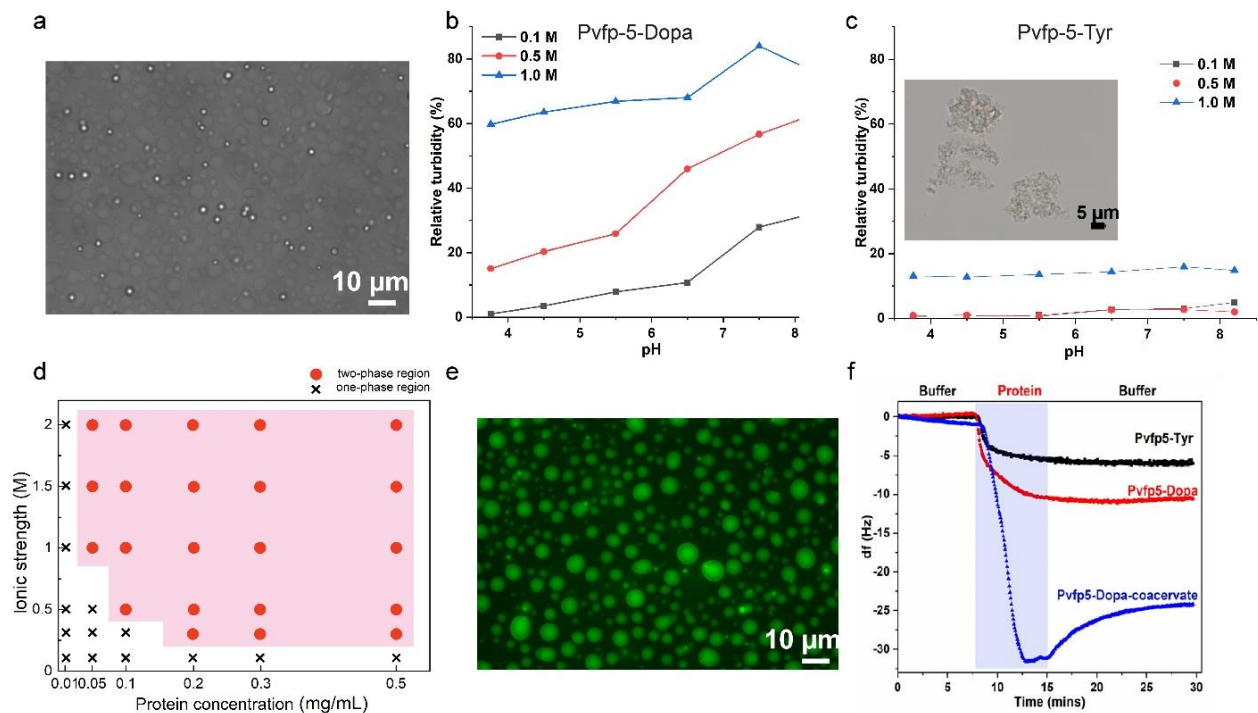 a
10 µm
b
Pvfp-5-Dopa
0.1 M
0.5 M
1.0 M
Relative turbidity (%)
80
60
40
20
0
4 5 6 7 8
pH
c
Pvfp-5-Tyr
0.1 M
0.5 M
1.0 M
5 µm
Relative turbidity (%)
80
60
40
20
0
4 5 6 7 8
pH
d
two-phase region
one-phase region
Ionic strength (M)
2
1.5
1
0.5
0
0.01 0.05 0.1 0.2 0.3 0.5
Protein concentration (mg/mL)
e
10 µm
f
Buffer Protein Buffer
Pvfp5-Tyr
Pvfp5-Dopa
Pvfp5-Dopa-coacervate
df (Hz)
0
-5
-10
-15
-20
-25
-30
0 5 10 15 20 25 30
Time (mins)